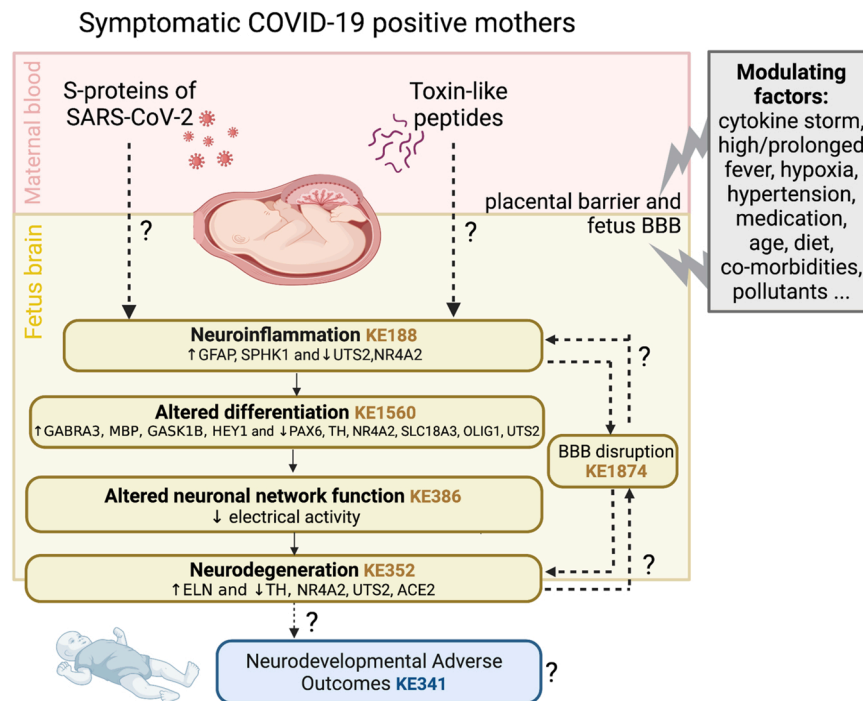 Symptomatic COVID-19 positive mothers
Maternal blood
S-proteins of
SARS-CoV-2
Toxin-like
peptides
Modulating
factors:
cytokine storm,
high/prolonged
fever, hypoxia,
hypertension,
medication,
age, diet,
co-morbidities,
pollutants ...
placental barrier and
fetus BBB
?
?
Fetus brain
Neuroinflammation KE188
↑GFAP, SPHK1 and ↓UTS2,NR4A2
?
Altered differentiation KE1560
↑GABRA3, MBP, GASK1B, HEY1 and ↓PAX6, TH, NR4A2, SLC18A3, OLIG1, UTS2
BBB disruption
KE1874
Altered neuronal network function KE386
↓ electrical activity
Neurodegeneration KE352
↑ELN and ↓TH, NR4A2, UTS2, ACE2
?
?
Neurodevelopmental Adverse
Outcomes KE341
?